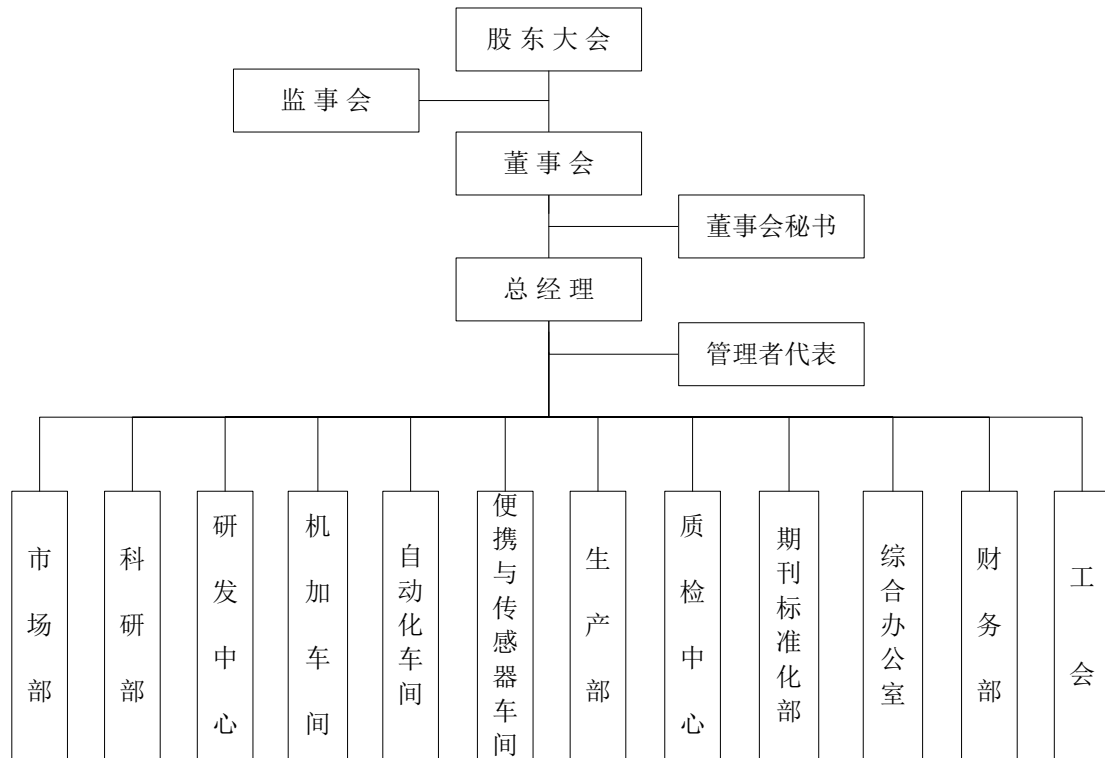 股东大会
监事会
董事会
董事会秘书
总经理
管理者代表
市场部
科研部
研发中心
机加车间
自动化车间
便携与传感器车间
生产部
质检中心
期刊标准化部
综合办公室
财务部
工会